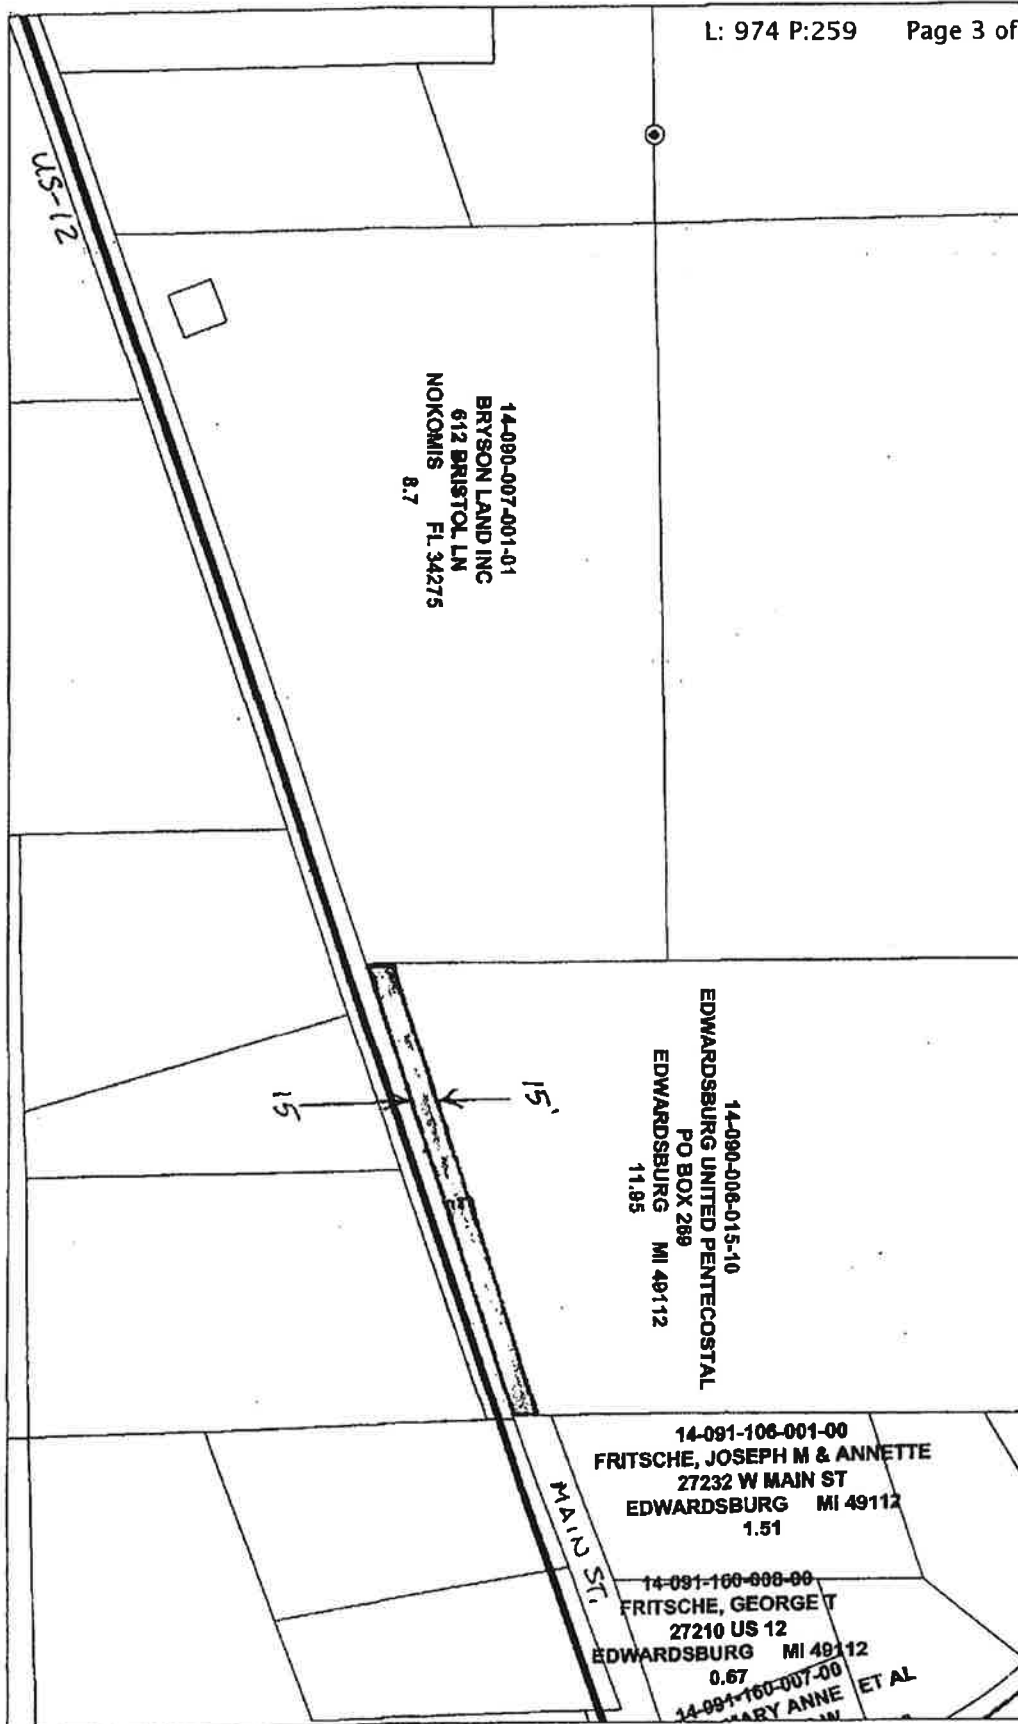 L: 974 P:259 Page 3 of
US-12
14-090-007-001-01
BRYSON LAND INC
612 BRISTOL LN
NOKOMIS FL 34275
8.7
15'
15
14-090-006-015-10
EDWARDSBURG UNITED PENTECOSTAL
PO BOX 269
EDWARDSBURG MI 49112
11.95
14-091-106-001-00
FRITSCHE, JOSEPH M & ANNETTE
27232 W MAIN ST
EDWARDSBURG MI 49112
1.51
MAIN ST.
14-091-160-008-00
FRITSCHE, GEORGE T
27210 US 12
EDWARDSBURG MI 49112
0.67
14-091-160-007-00
MARY ANNE ET AL